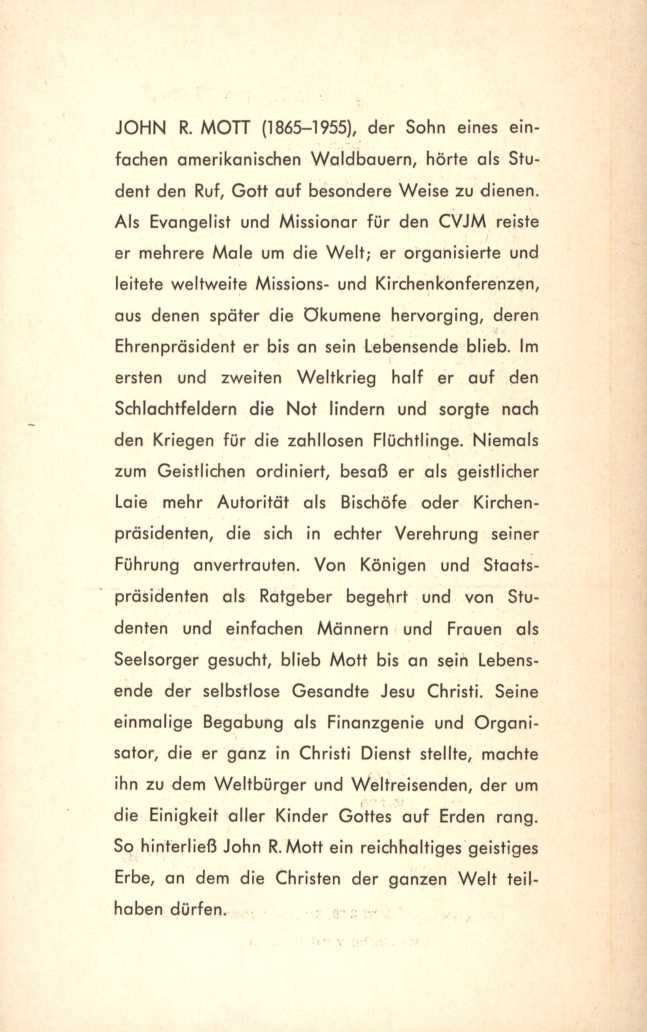 JOHN R. MOTT (1865–1955), der Sohn eines ein-
fachen amerikanischen Waldbauern, hörte als Stu-
dent den Ruf, Gott auf besondere Weise zu dienen.
Als Evangelist und Missionar für den CVJM reiste
er mehrere Male um die Welt; er organisierte und
leitete weltweite Missions- und Kirchenkonferenzen,
aus denen später die Ökumene hervorging, deren
Ehrenpräsident er bis an sein Lebensende blieb. Im
ersten und zweiten Weltkrieg half er auf den
Schlachtfeldern die Not lindern und sorgte nach
den Kriegen für die zahllosen Flüchtlinge. Niemals
zum Geistlichen ordiniert, besaß er als geistlicher
Laie mehr Autorität als Bischöfe oder Kirchen-
präsidenten, die sich in echter Verehrung seiner
Führung anvertrauten. Von Königen und Staats-
präsidenten als Ratgeber begehrt und von Stu-
denten und einfachen Männern und Frauen als
Seelsorger gesucht, blieb Mott bis an sein Lebens-
ende der selbstlose Gesandte Jesu Christi. Seine
einmalige Begabung als Finanzgenie und Organi-
sator, die er ganz in Christi Dienst stellte, machte
ihn zu dem Weltbürger und Weltreisenden, der um
die Einigkeit aller Kinder Gottes auf Erden rang.
So hinterließ John R. Mott ein reichhaltiges geistiges
Erbe, an dem die Christen der ganzen Welt teil-
haben dürfen.